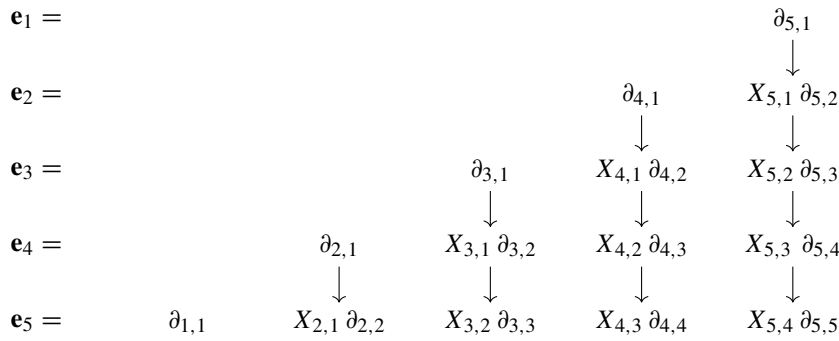 e₁ = ∂₅,₁
e₂ = ∂₄,₁ X₅,₁ ∂₅,₂
e₃ = ∂₃,₁ X₄,₁ ∂₄,₂ X₅,₂ ∂₅,₃
e₄ = ∂₂,₁ X₃,₁ ∂₃,₂ X₄,₂ ∂₄,₃ X₅,₃ ∂₅,₄
e₅ = ∂₁,₁ X₂,₁ ∂₂,₂ X₃,₂ ∂₃,₃ X₄,₃ ∂₄,₄ X₅,₄ ∂₅,₅